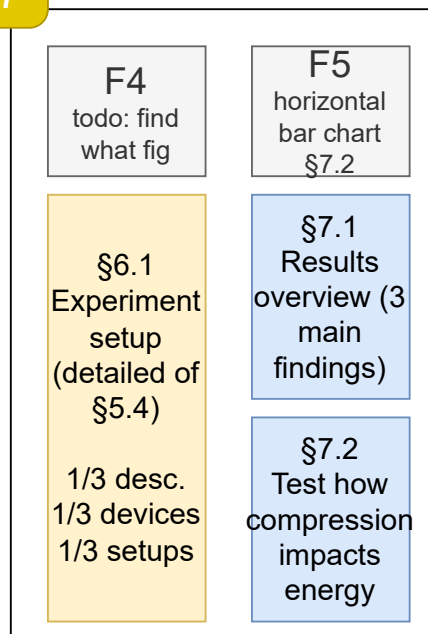 F4
todo: find
what fig
F5
horizontal
bar chart
§7.2
§6.1
Experiment
setup
(detailed of
§5.4)
1/3 desc.
1/3 devices
1/3 setups
§7.1
Results
overview (3
main
findings)
§7.2
Test how
compression
impacts
energy